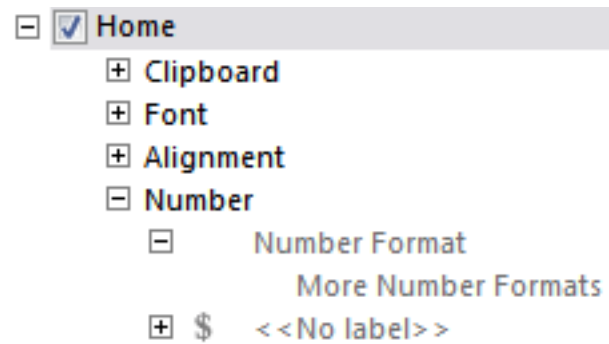 Home
Clipboard
Font
Alignment
Number
Number Format
More Number Formats
$ <<No label>>